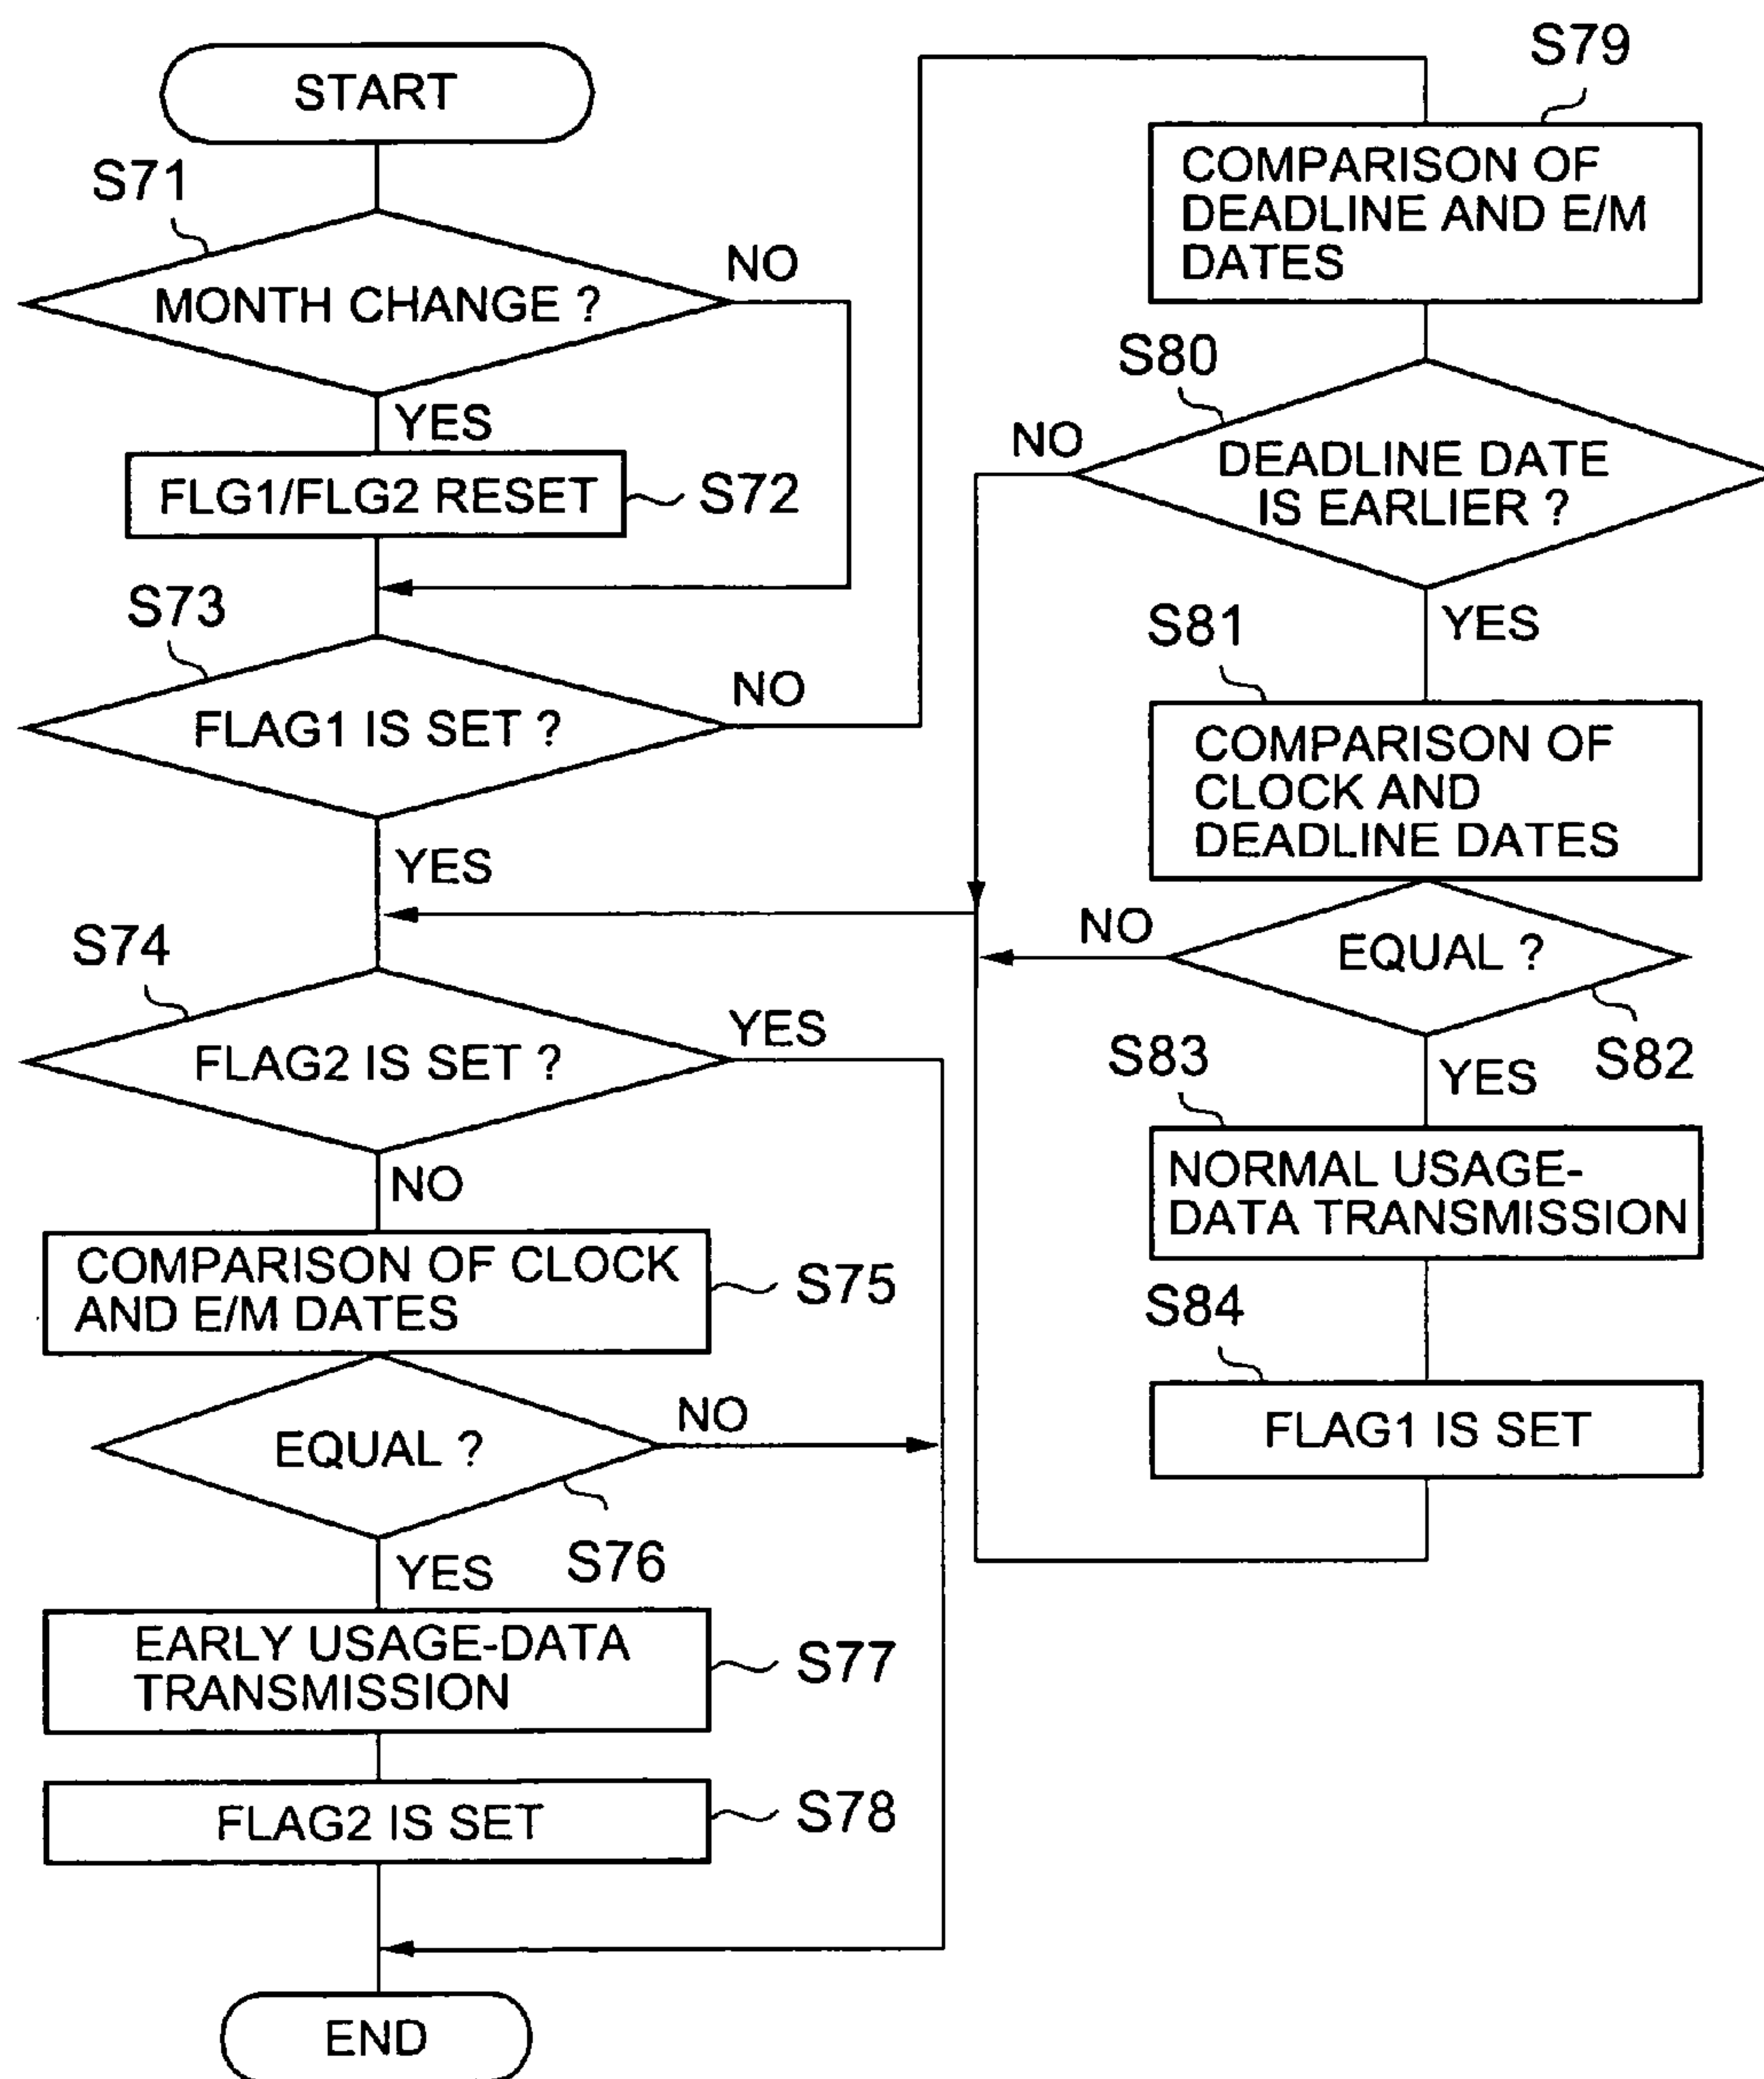 START
S71
MONTH CHANGE ?
NO
YES
FLG1/FLG2 RESET
S72
S73
FLAG1 IS SET ?
NO
YES
S74
FLAG2 IS SET ?
YES
NO
COMPARISON OF CLOCK
AND E/M DATES
S75
EQUAL ?
NO
S76
YES
EARLY USAGE-DATA
TRANSMISSION
S77
FLAG2 IS SET
S78
END
S79
COMPARISON OF
DEADLINE AND E/M
DATES
S80
NO
DEADLINE DATE
IS EARLIER ?
YES
S81
COMPARISON OF
CLOCK AND
DEADLINE DATES
NO
EQUAL ?
S82
YES
S83
NORMAL USAGE-
DATA TRANSMISSION
S84
FLAG1 IS SET